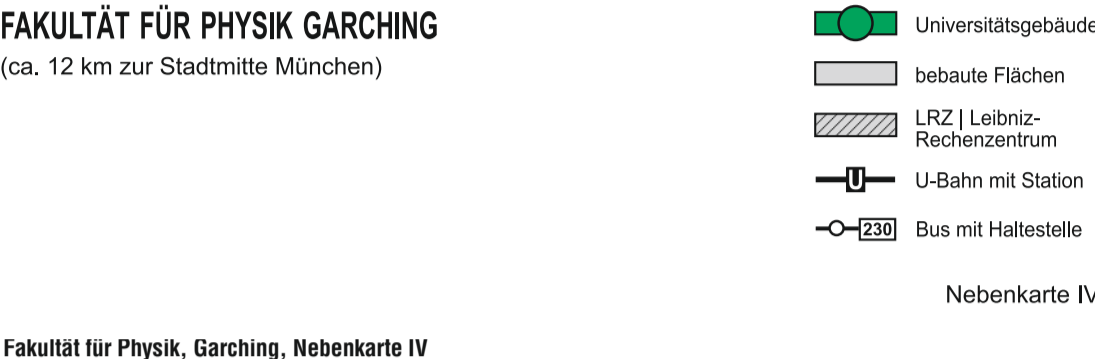 FAKULTÄT FÜR PHYSIK GARCHING
(ca. 12 km zur Stadtmitte München)
Universitätsgebäude
bebaute Flächen
LRZ | Leibniz-
Rechenzentrum
U
U-Bahn mit Station
230
Bus mit Haltestelle
Nebenkarte IV
Fakultät für Physik, Garching, Nebenkarte IV